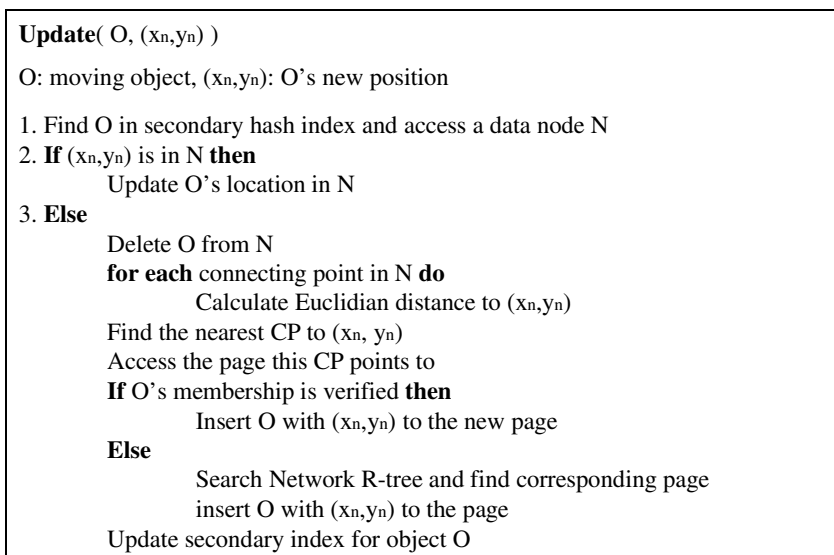 Update( O, (xn,yn) )
O: moving object, (xn,yn): O's new position
1. Find O in secondary hash index and access a data node N
2. If (xn,yn) is in N then
Update O's location in N
3. Else
Delete O from N
for each connecting point in N do
Calculate Euclidian distance to (xn,yn)
Find the nearest CP to (xn, yn)
Access the page this CP points to
If O's membership is verified then
Insert O with (xn,yn) to the new page
Else
Search Network R-tree and find corresponding page
insert O with (xn,yn) to the page
Update secondary index for object O